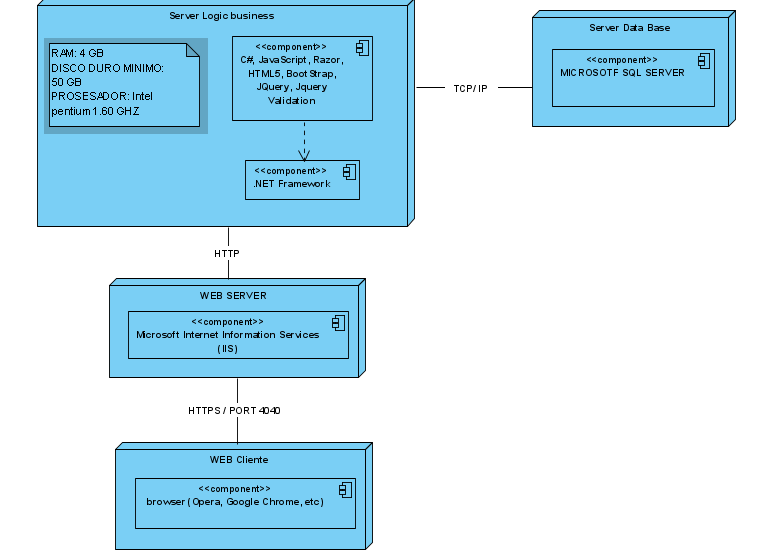 Server Logic business
RAM: 4 GB
DISCO DURO MINIMO:
50 GB
PROSESADOR: Intel
pentium 1.60 GHZ
<<component>>
C#, JavaScript , Razor,
HTML5, BootStrap,
JQuery, Jquery
Validation
<<component>>
.NET Framework
TCP/ IP
Server Data Base
<<component>>
MICROSOTF SQL SERVER
HTTP
WEB SERVER
<<component>>
Microsoft Internet Information Services
(IIS)
HTTPS / PORT 4040
WEB Cliente
<<component>>
browser (Opera, Google Chrome, etc)